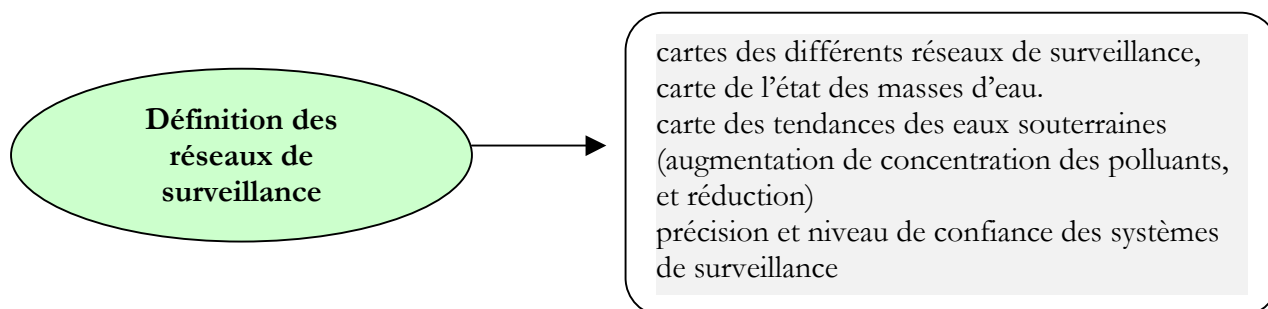 Définition des
réseaux de
surveillance
cartes des différents réseaux de surveillance,
carte de l'état des masses d'eau.
carte des tendances des eaux souterraines
(augmentation de concentration des polluants,
et réduction)
précision et niveau de confiance des systèmes
de surveillance